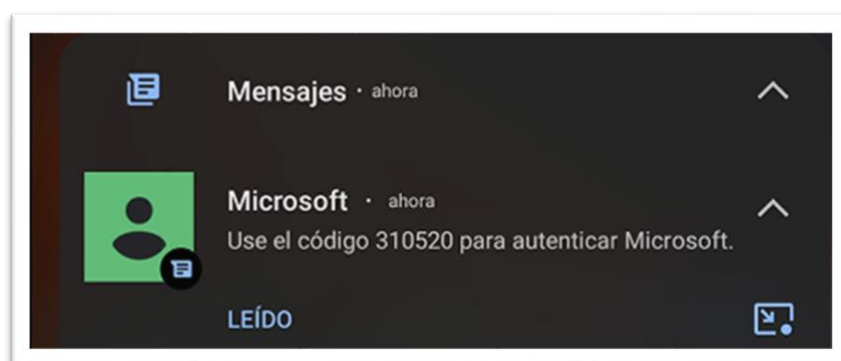 Mensajes · ahora
Microsoft · ahora
Use el código 310520 para autenticar Microsoft.
LEÍDO